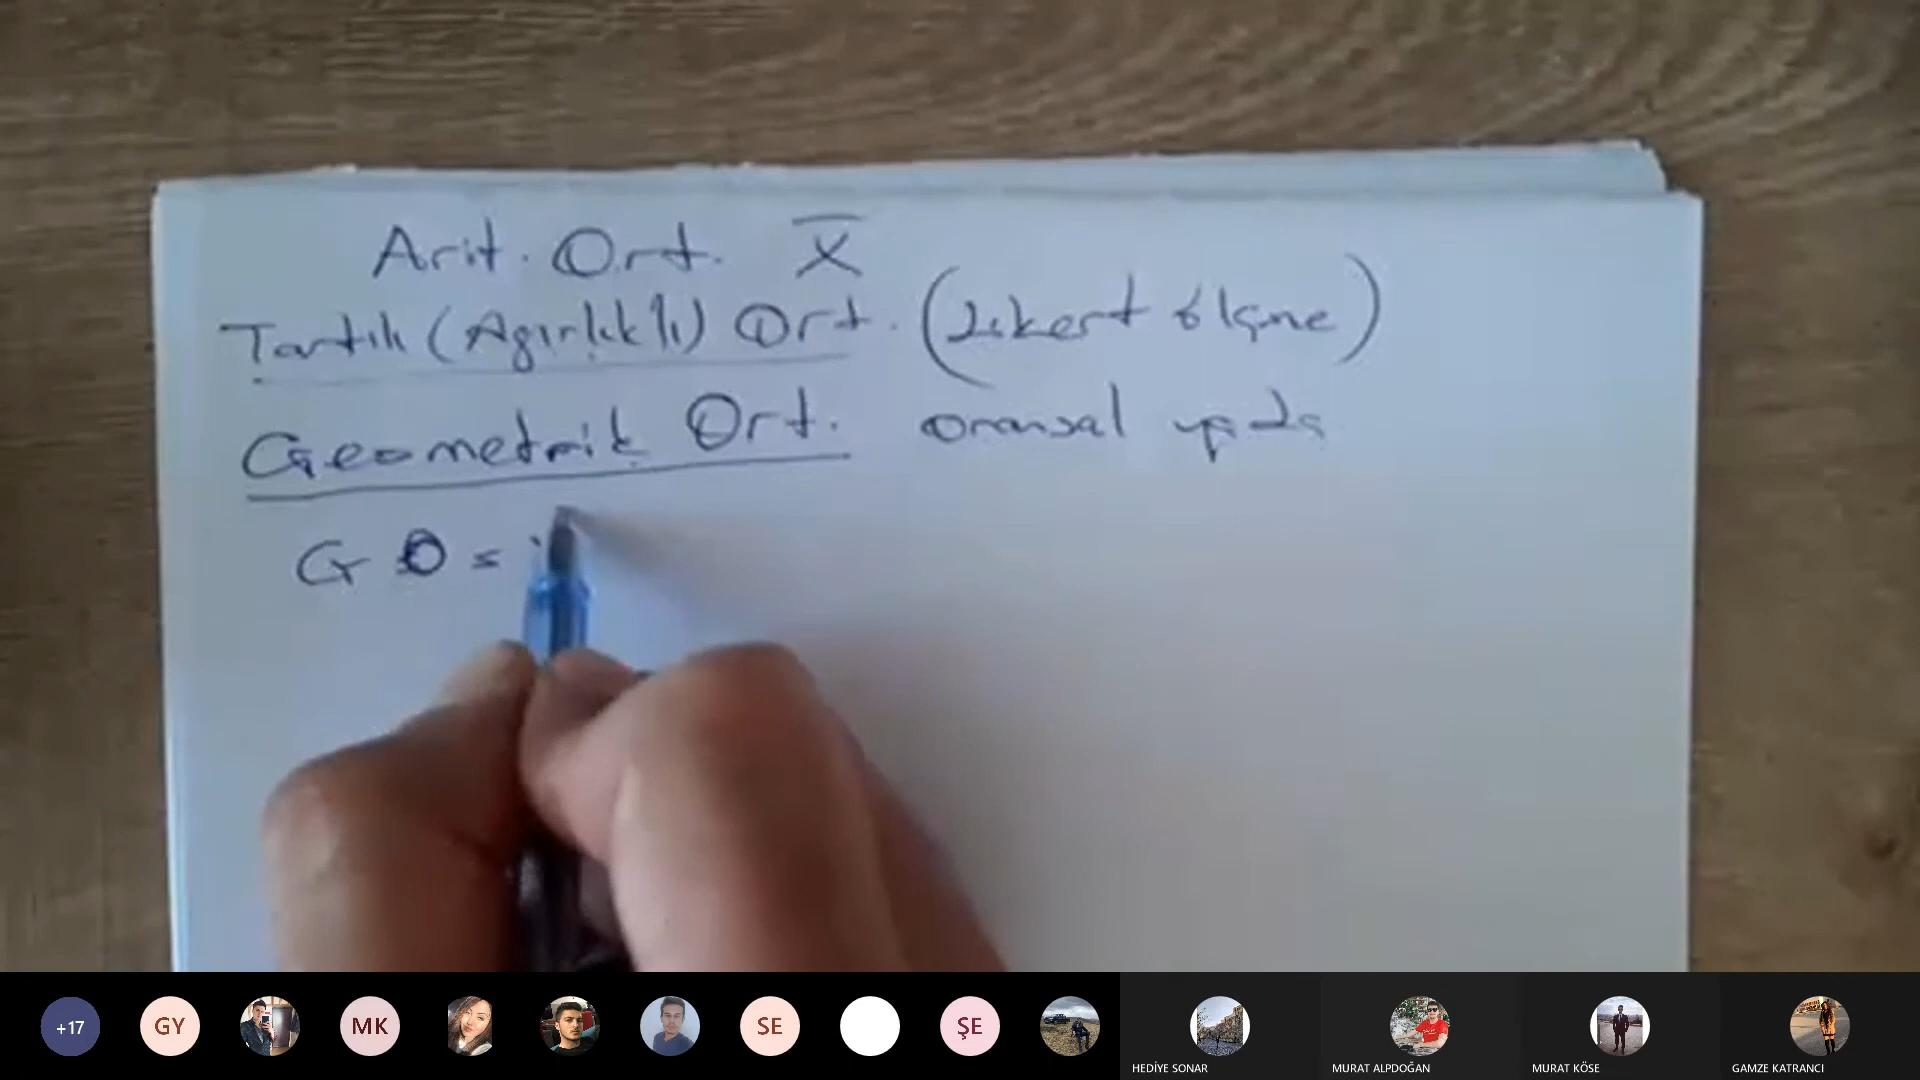 Arit. Ort. X̄
Tartılı (Ağırlıklı) Ort. (Likert ölçme)
Geometrik Ort. oransal
G O =
+17
GY
MK
SE
ŞE
HEDİYE SONAR
MURAT ALPDOĞAN
MURAT KÖSE
GAMZE KATRANCI